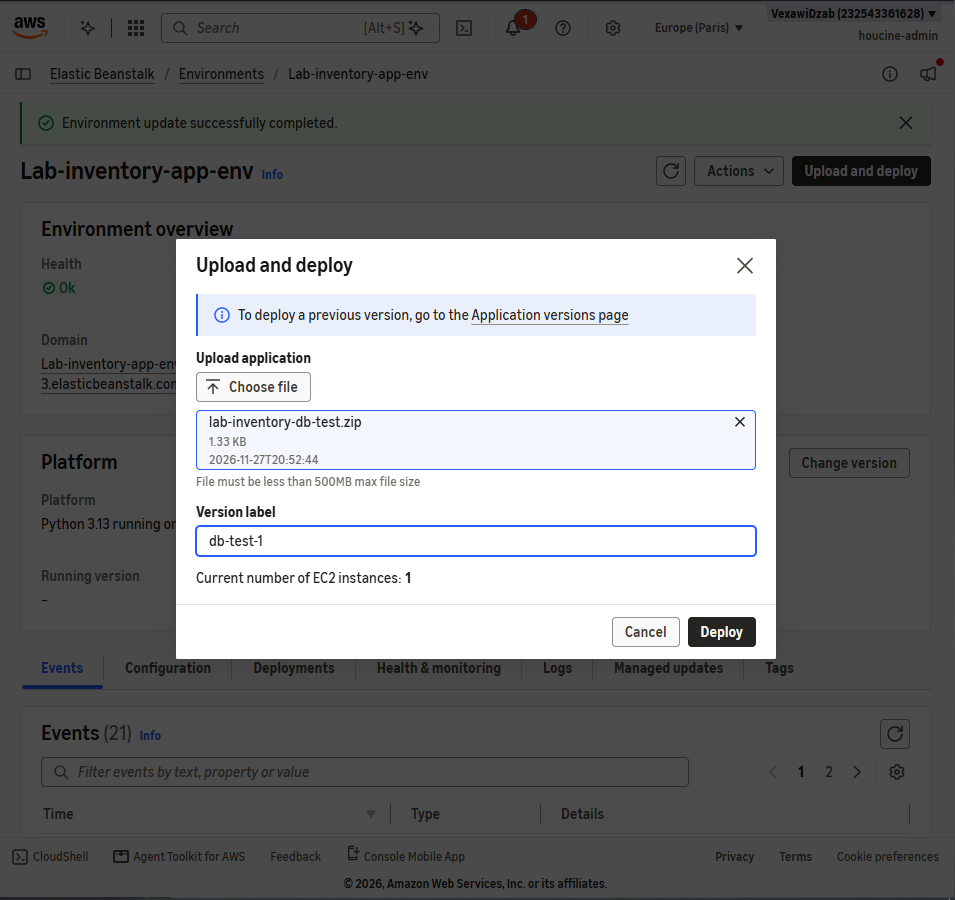 aws
Search
[Alt+S]
1
Europe (Paris)
VexawiDzab (232543361628)
houcine-admin
Elastic Beanstalk / Environments / Lab-inventory-app-env
Environment update successfully completed.
Lab-inventory-app-env Info
Actions
Upload and deploy
Environment overview
Health
Ok
Domain
Lab-inventory-app-env
3.elasticbeanstalk.com
Platform
Change version
Platform
Python 3.13 running on
Running version
–
Upload and deploy
To deploy a previous version, go to the Application versions page
Upload application
Choose file
lab-inventory-db-test.zip
1.33 KB
2026-11-27T20:52:44
File must be less than 500MB max file size
Version label
db-test-1
Current number of EC2 instances: 1
Cancel
Deploy
Events
Configuration
Deployments
Health & monitoring
Logs
Managed updates
Tags
Events (21) Info
Filter events by text, property or value
1
2
Time
Type
Details
CloudShell
Agent Toolkit for AWS
Feedback
Console Mobile App
Privacy
Terms
Cookie preferences
© 2026, Amazon Web Services, Inc. or its affiliates.